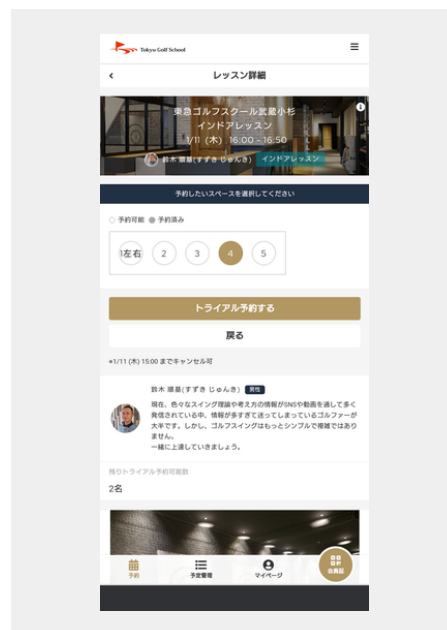 Tokyu Golf School
レッスン詳細
東急ゴルフスクール武蔵小杉
インドアレッスン
1/11 (木) 16:00 - 16:50
鈴木 順基(すずき じゅんき) インドアレッスン
予約したいスペースを選択してください
予約可能 予約済み
1左右 2 3 4 5
トライアル予約する
戻る
*1/11 (木) 15:00 までキャンセル可
鈴木 順基(すずき じゅんき) 男性
現在、色々なスイング理論や考え方の情報がSNSや動画を通して多く
発信されている中、情報が多すぎて迷ってしまっているゴルファーが
大半です。しかし、ゴルフスイングはもっとシンプルで複雑ではあり
ません。
一緒に上達していきましょう。
残りトライアル予約可能数
2名
予約 予定管理 マイページ 会員証